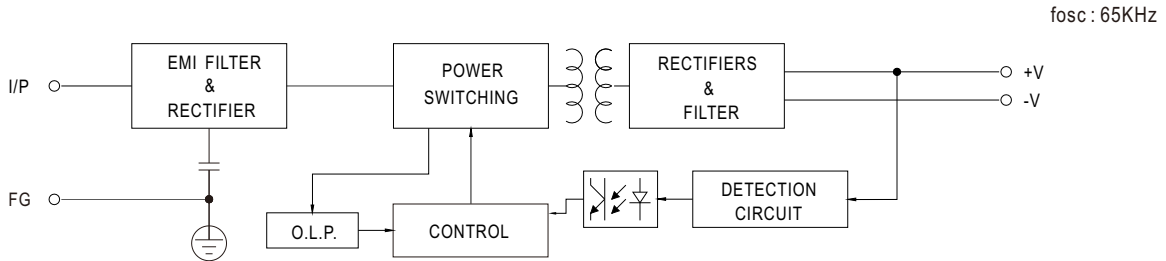 fosc : 65KHz
I/P
EMI FILTER
&
RECTIFIER
POWER
SWITCHING
RECTIFIERS
&
FILTER
+V
-V
FG
O.L.P.
CONTROL
DETECTION
CIRCUIT